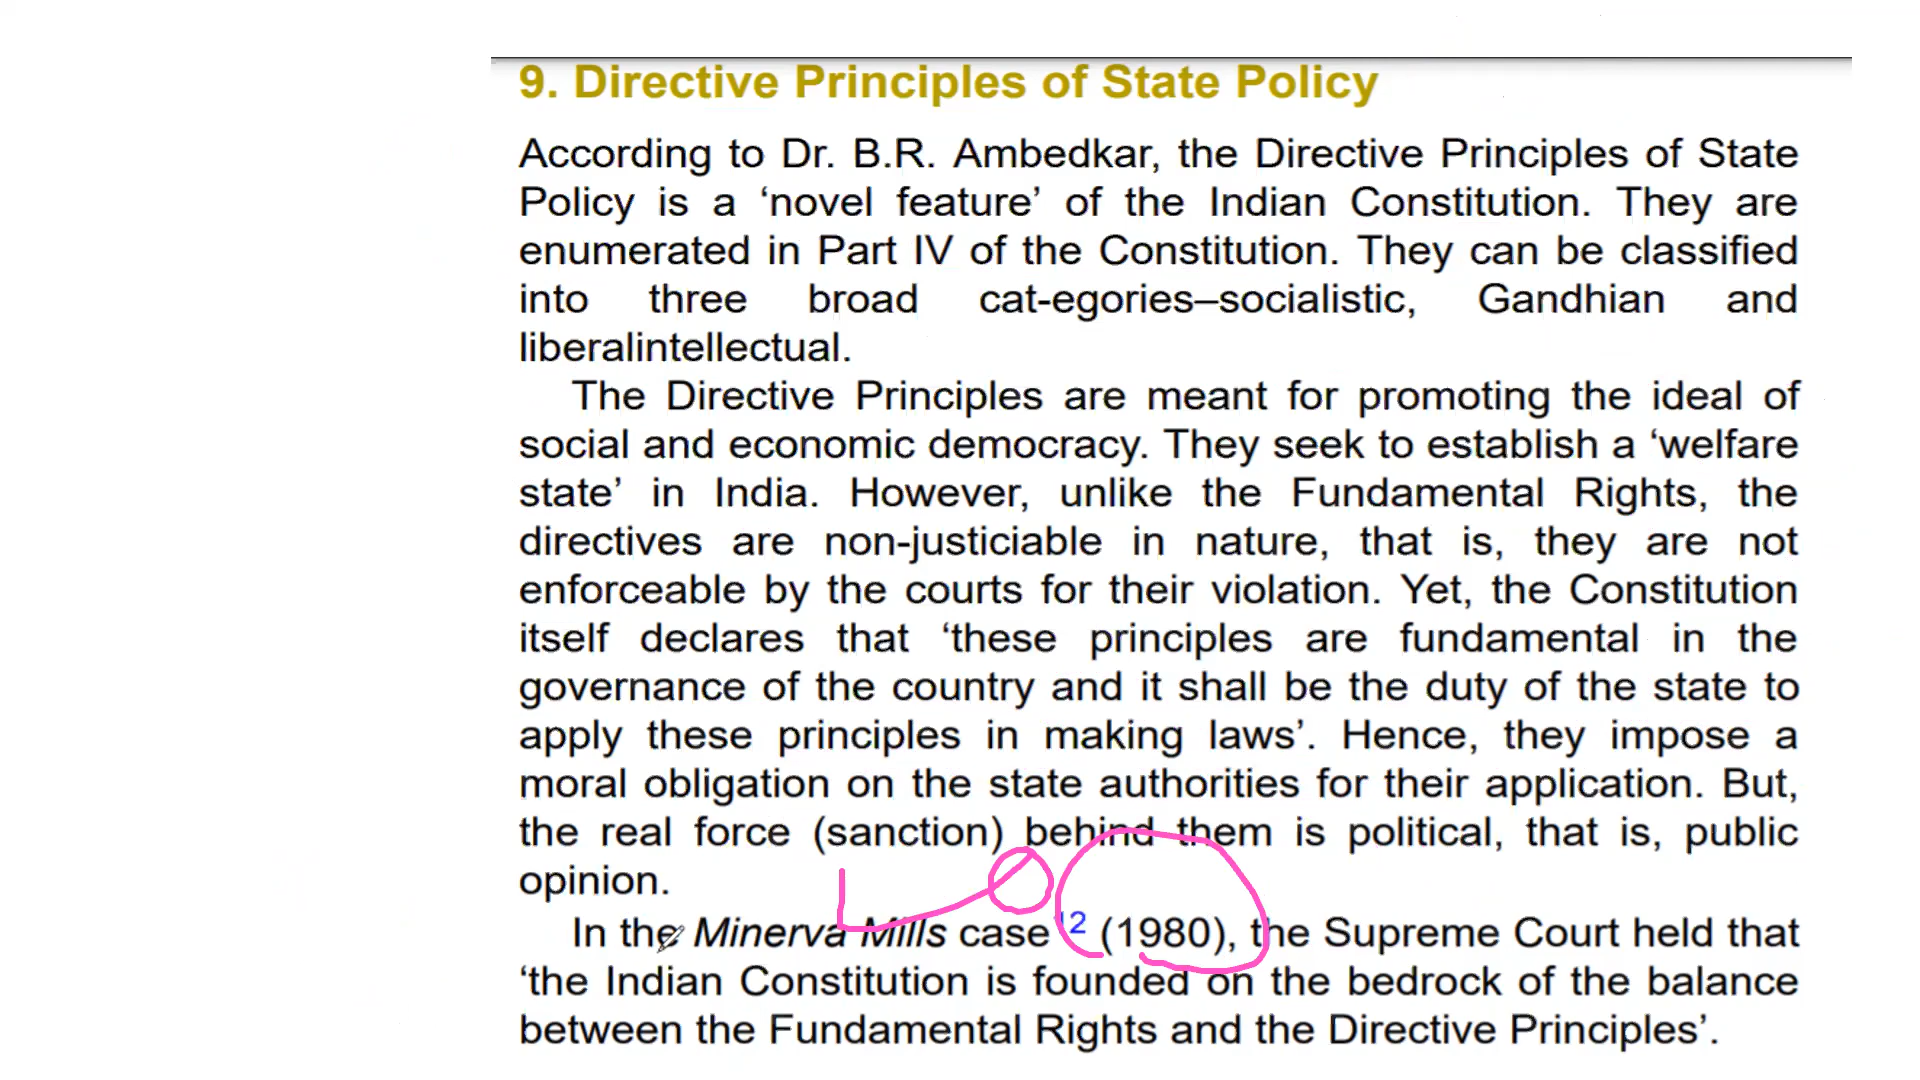 9. Directive Principles of State Policy
According to Dr. B.R. Ambedkar, the Directive Principles of State
Policy is a ‘novel feature’ of the Indian Constitution. They are
enumerated in Part IV of the Constitution. They can be classified
into three broad cat-egories–socialistic, Gandhian and
liberalintellectual.
The Directive Principles are meant for promoting the ideal of
social and economic democracy. They seek to establish a ‘welfare
state’ in India. However, unlike the Fundamental Rights, the
directives are non-justiciable in nature, that is, they are not
enforceable by the courts for their violation. Yet, the Constitution
itself declares that ‘these principles are fundamental in the
governance of the country and it shall be the duty of the state to
apply these principles in making laws’. Hence, they impose a
moral obligation on the state authorities for their application. But,
the real force (sanction) behind them is political, that is, public
opinion.
In the Minerva Mills case 12 (1980), the Supreme Court held that
‘the Indian Constitution is founded on the bedrock of the balance
between the Fundamental Rights and the Directive Principles’.